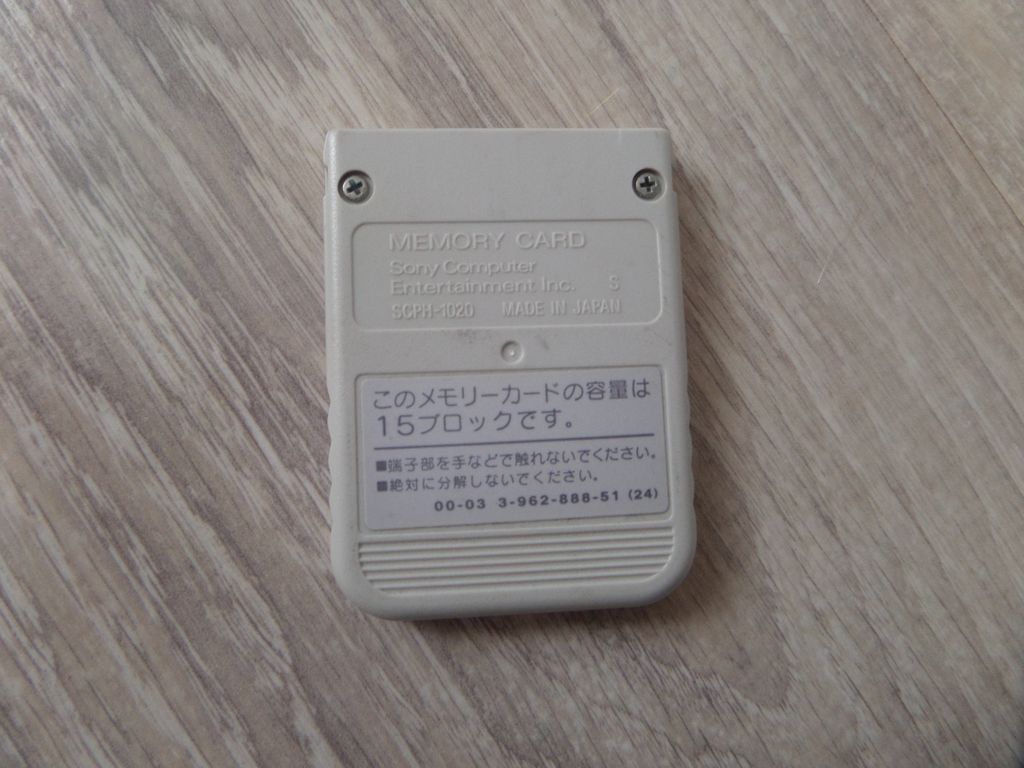 MEMORY CARD
Sony Computer
Entertainment Inc. S
SCPH-1020 MADE IN JAPAN
このメモリーカードの容量は
15ブロックです。
■端子部を手などで触れないでください。
■絶対に分解しないでください。
00-03 3-962-888-51 (24)